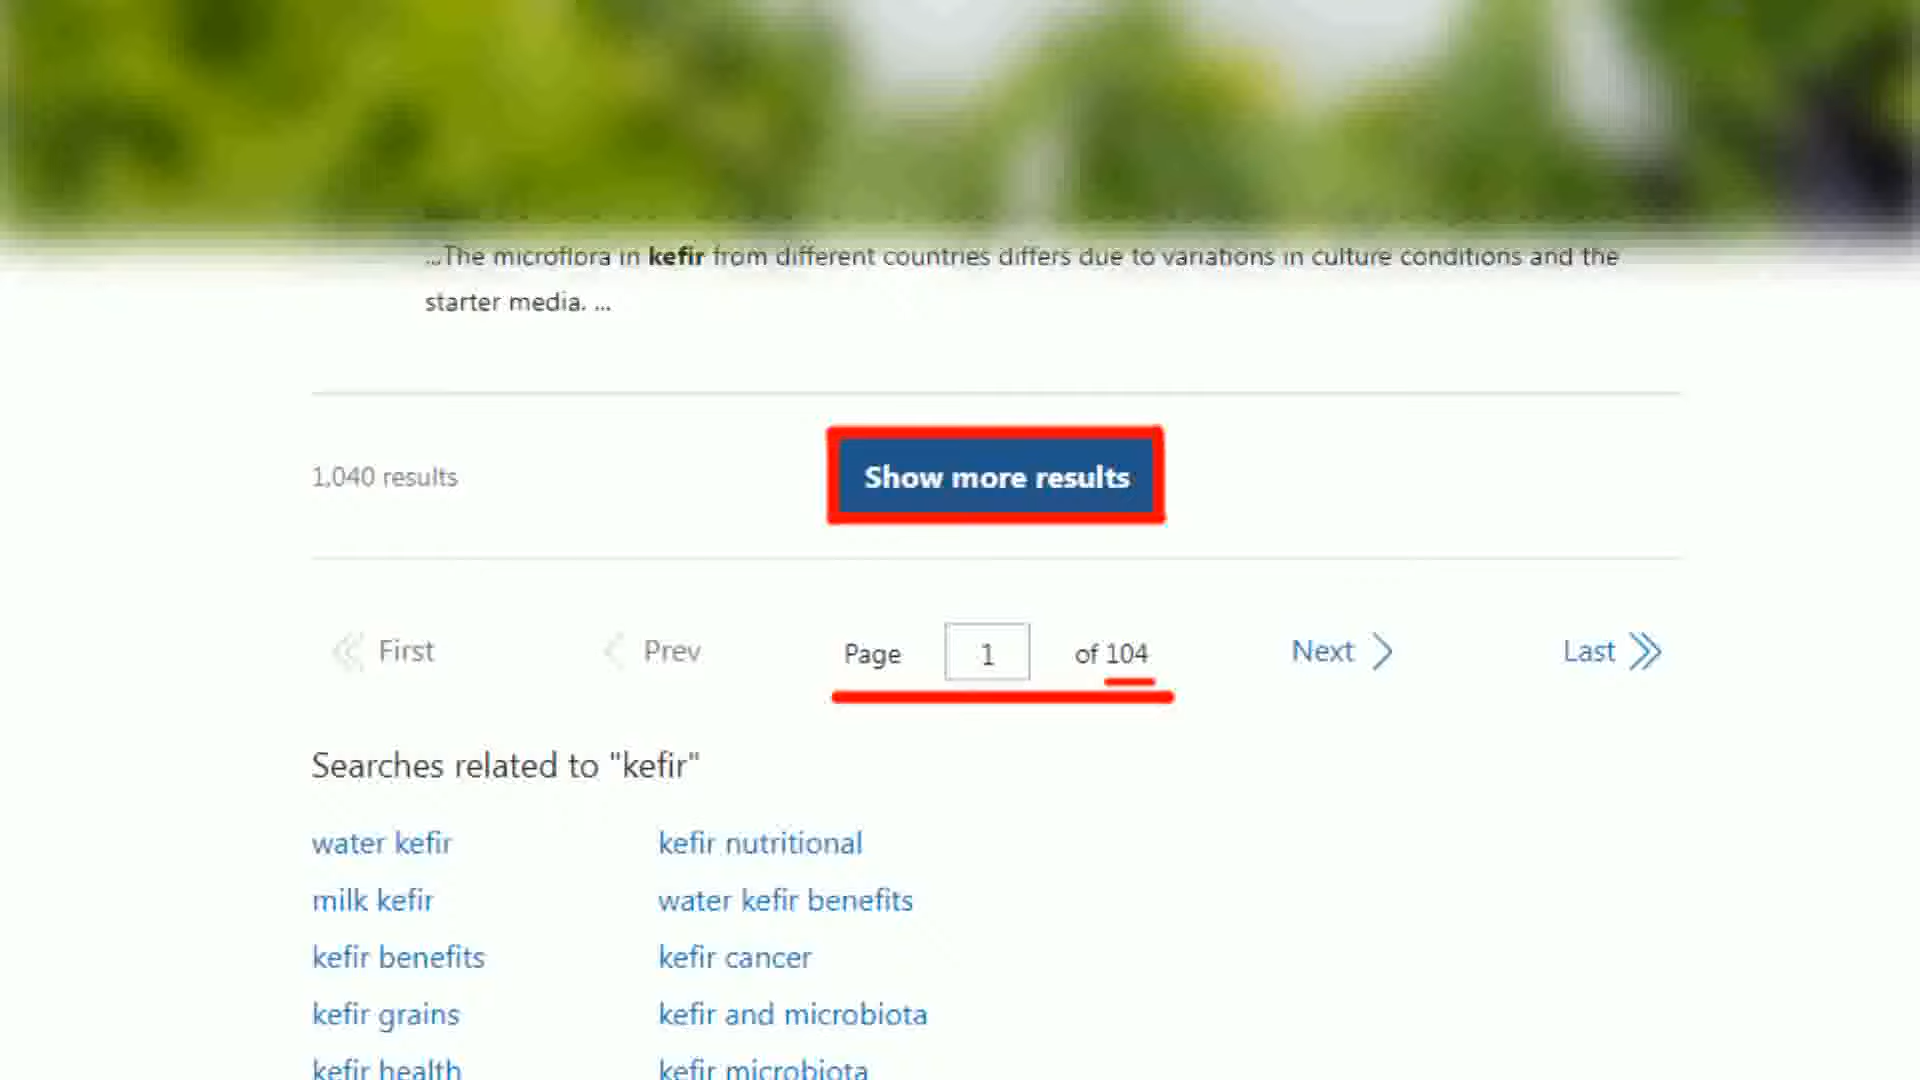 ...The microflora in kefir from different countries differs due to variations in culture conditions and the
starter media. ...
1,040 results
Show more results
First Prev Page 1 of 104 Next Last
Searches related to "kefir"
water kefir kefir nutritional
milk kefir water kefir benefits
kefir benefits kefir cancer
kefir grains kefir and microbiota
kefir health kefir microbiota